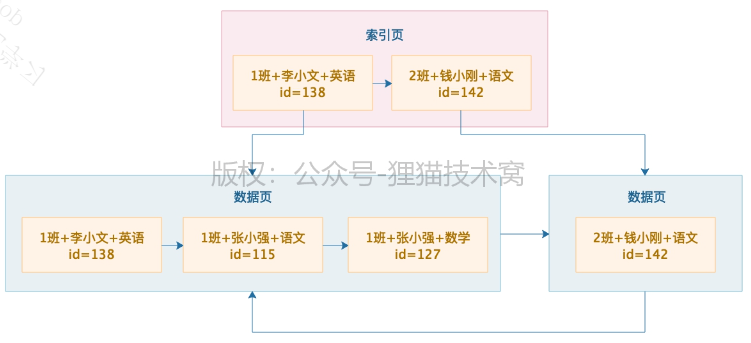 索引页
1班+李小文+英语
id=138
2班+钱小刚+语文
id=142
版权：公众号-狸猫技术窝
数据页
1班+李小文+英语
id=138
1班+张小强+语文
id=115
1班+张小强+数学
id=127
数据页
2班+钱小刚+语文
id=142